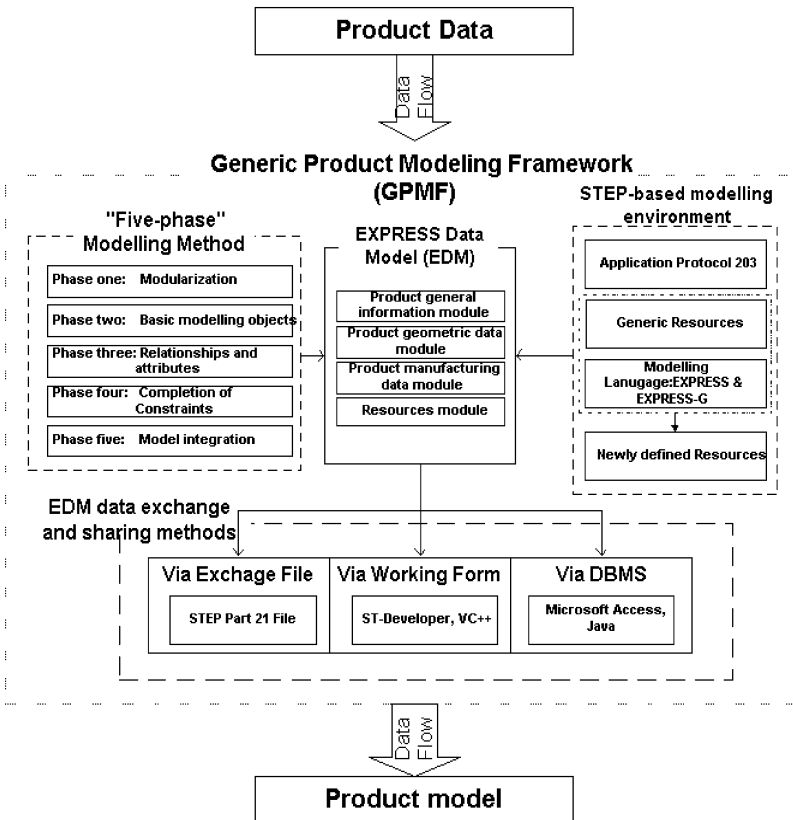 Product Data
Data
Flow
Generic Product Modeling Framework
(GPMF)
"Five-phase"
Modelling Method
Phase one: Modularization
Phase two: Basic modelling objects
Phase three: Relationships and
attributes
Phase four: Completion of
Constraints
Phase five: Model integration
EXPRESS Data
Model (EDM)
Product general
information module
Product geometric data
module
Product manufacturing
data module
Resources module
STEP-based modelling
environment
Application Protocol 203
Generic Resources
Modelling
Lanugage:EXPRESS &
EXPRESS-G
Newly defined Resources
EDM data exchange
and sharing methods
Via Exchage File
STEP Part 21 File
Via Working Form
ST-Developer, VC++
Via DBMS
Microsoft Access,
Java
Data
Flow
Product model